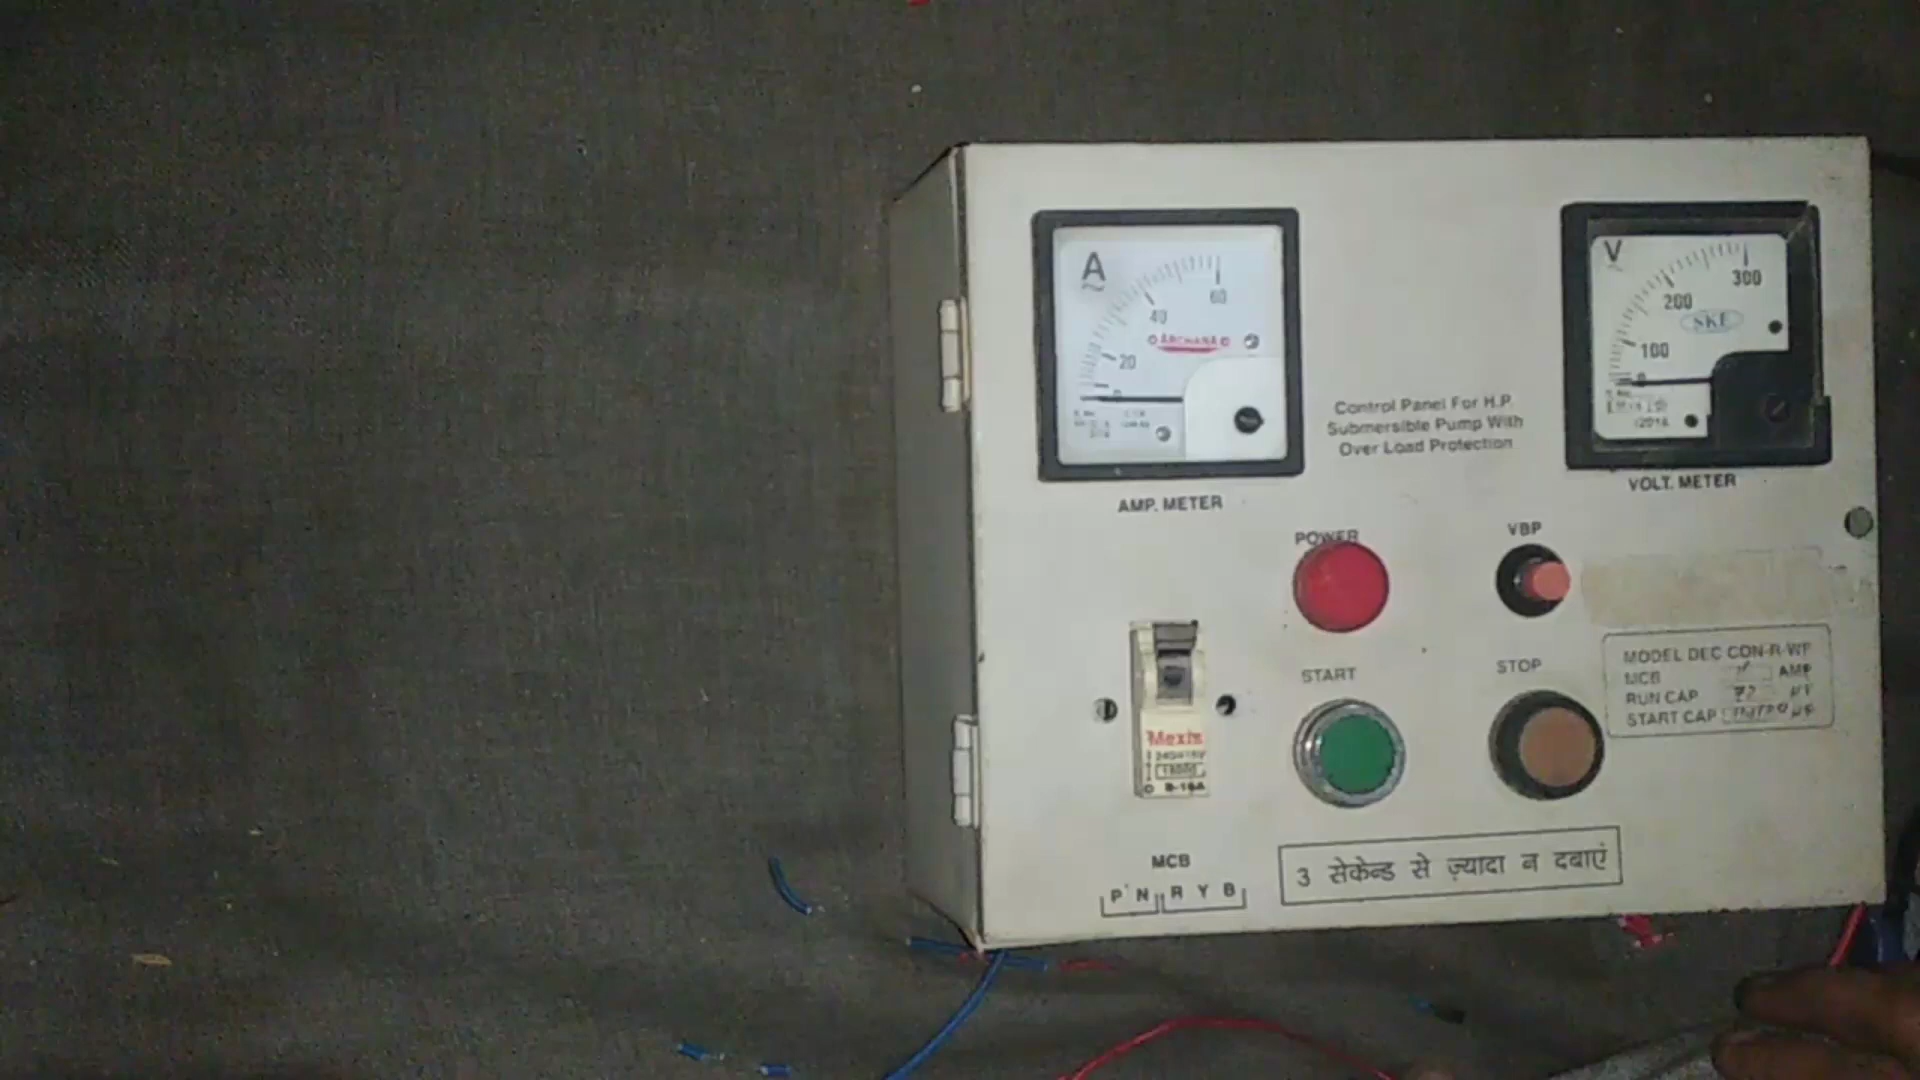 A
20
40
60
ARCHANA
V
100
200
300
SKE
Control Panel For H.P.
Submersible Pump With
Over Load Protection
AMP. METER
VOLT. METER
POWER
VBP
START
STOP
MODEL DEC CON-R-WF
MCB AMP
RUN CAP 72
START CAP
MCB
P N R Y B
3 सेकेन्ड से ज़्यादा न दबाएं